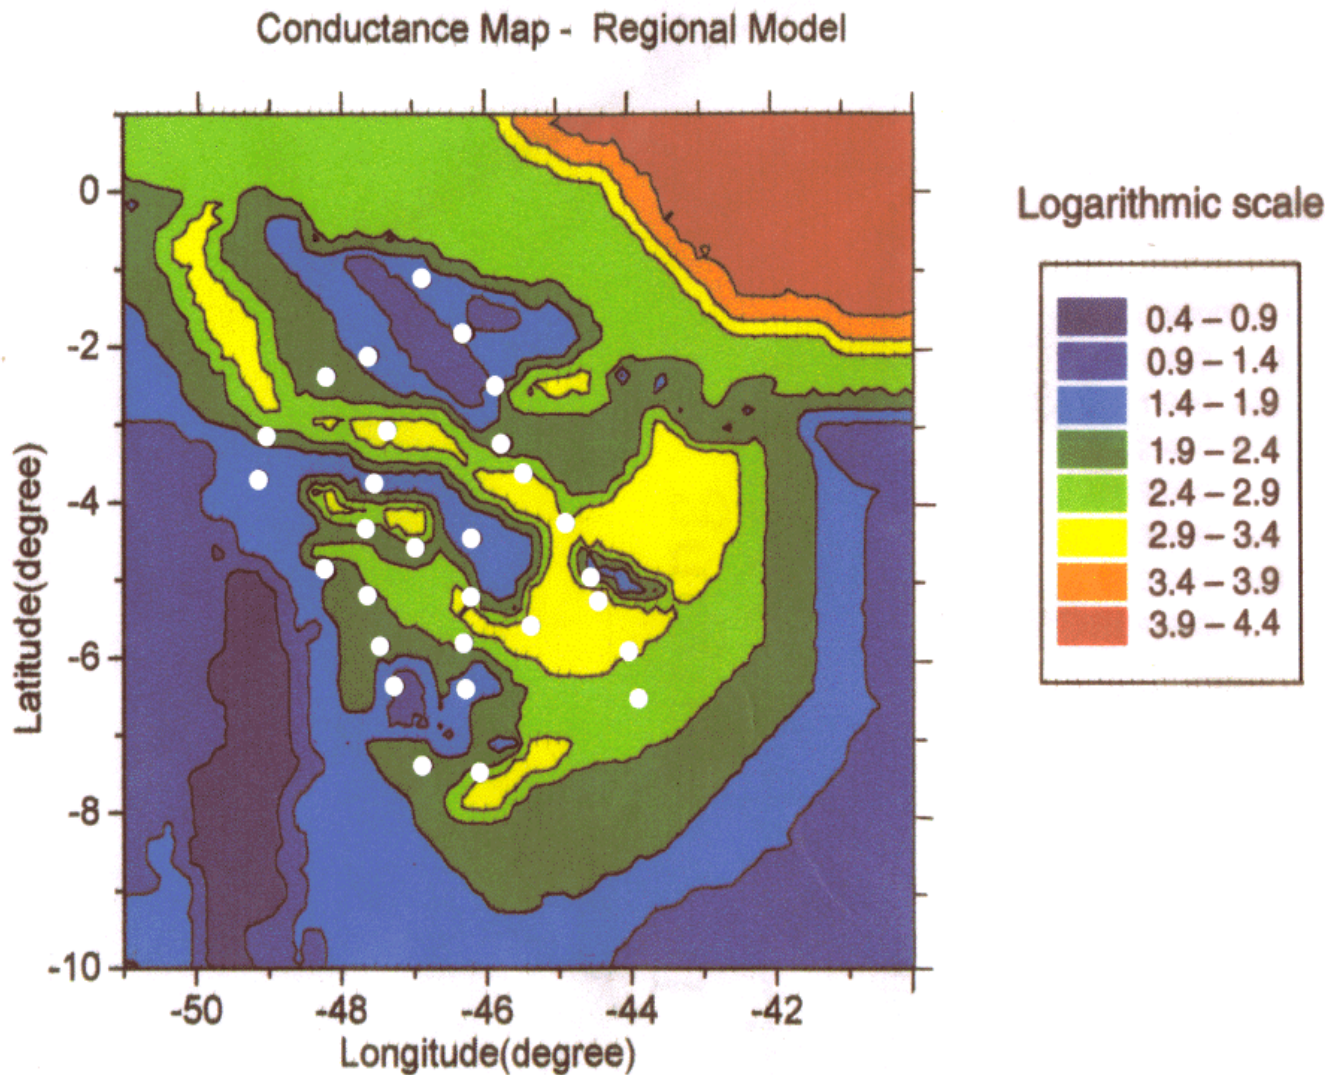 Conductance Map - Regional Model
Logarithmic scale
0.4 – 0.9
0.9 – 1.4
1.4 – 1.9
1.9 – 2.4
2.4 – 2.9
2.9 – 3.4
3.4 – 3.9
3.9 – 4.4
Latitude(degree)
0
-2
-4
-6
-8
-10
-50
-48
-46
-44
-42
Longitude(degree)